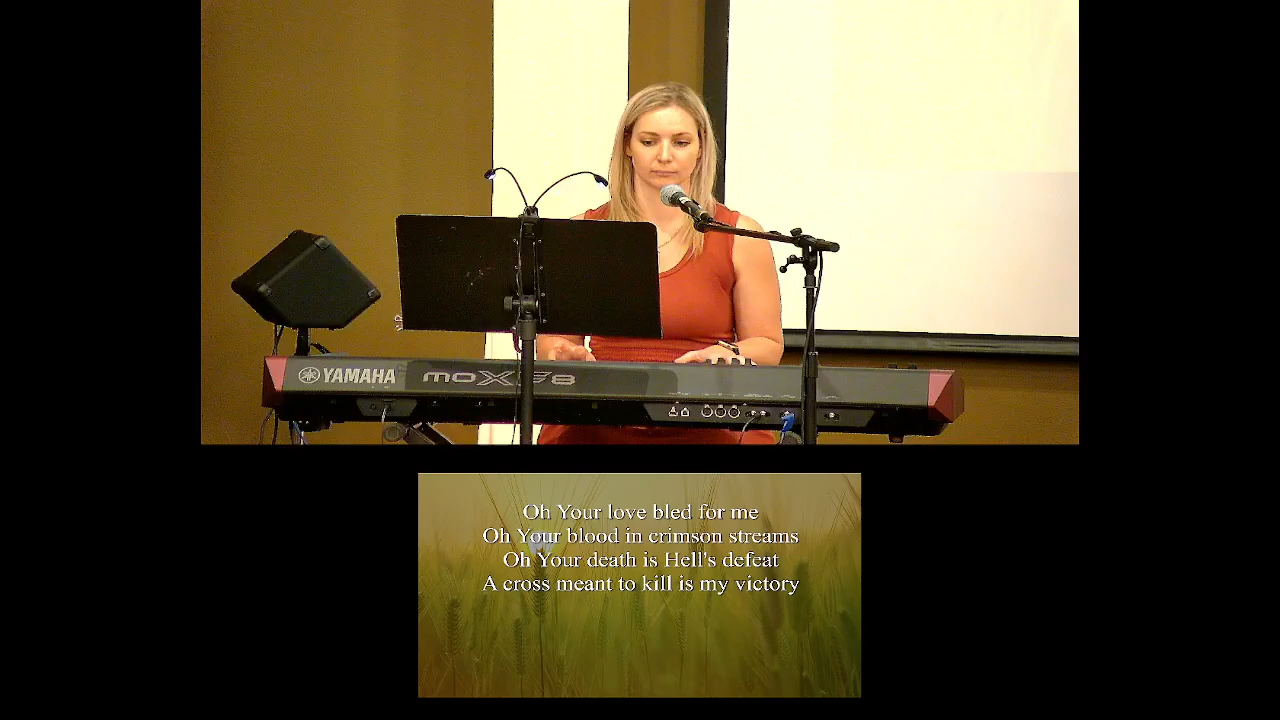 YAMAHA
moXF8
Oh Your love bled for me
Oh Your blood in crimson streams
Oh Your death is Hell's defeat
A cross meant to kill is my victory